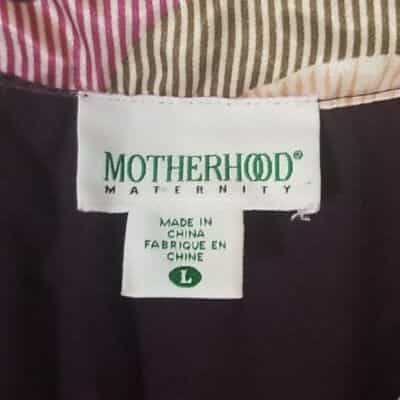 MOTHERHOOD®
MATERNITY
MADE IN
CHINA
FABRIQUE EN
CHINE
L